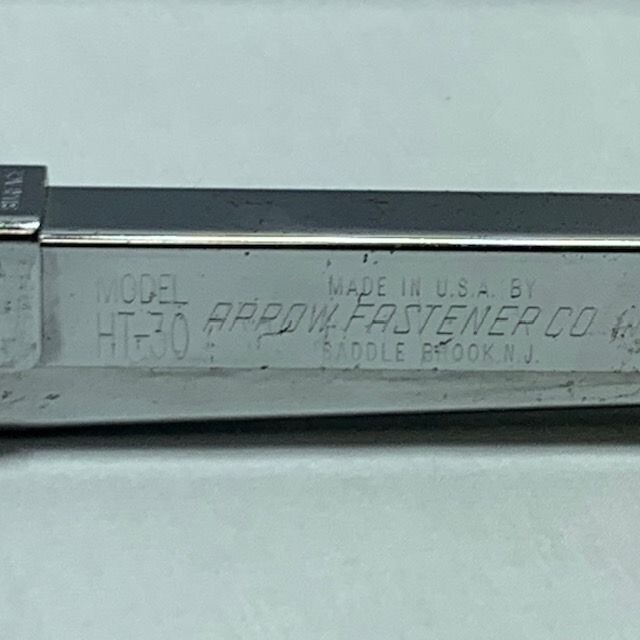 MODEL
HT-30
MADE IN U.S.A. BY
ARROW FASTENER CO
SADDLE BROOK, N.J.